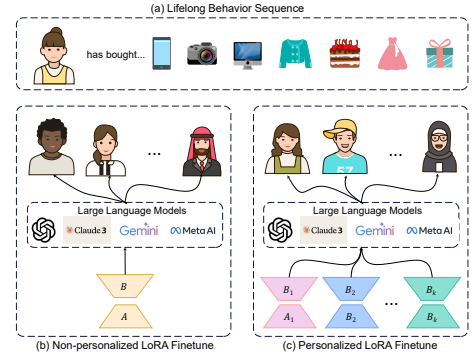 (a) Lifelong Behavior Sequence
has bought...
...
57
...
Large Language Models
Claude 3
Gemini
Meta AI
B
A
(b) Non-personalized LoRA Finetune
Large Language Models
Claude 3
Gemini
Meta AI
B1 B2 ... Bk
A1 B2 Bk
(c) Personalized LoRA Finetune